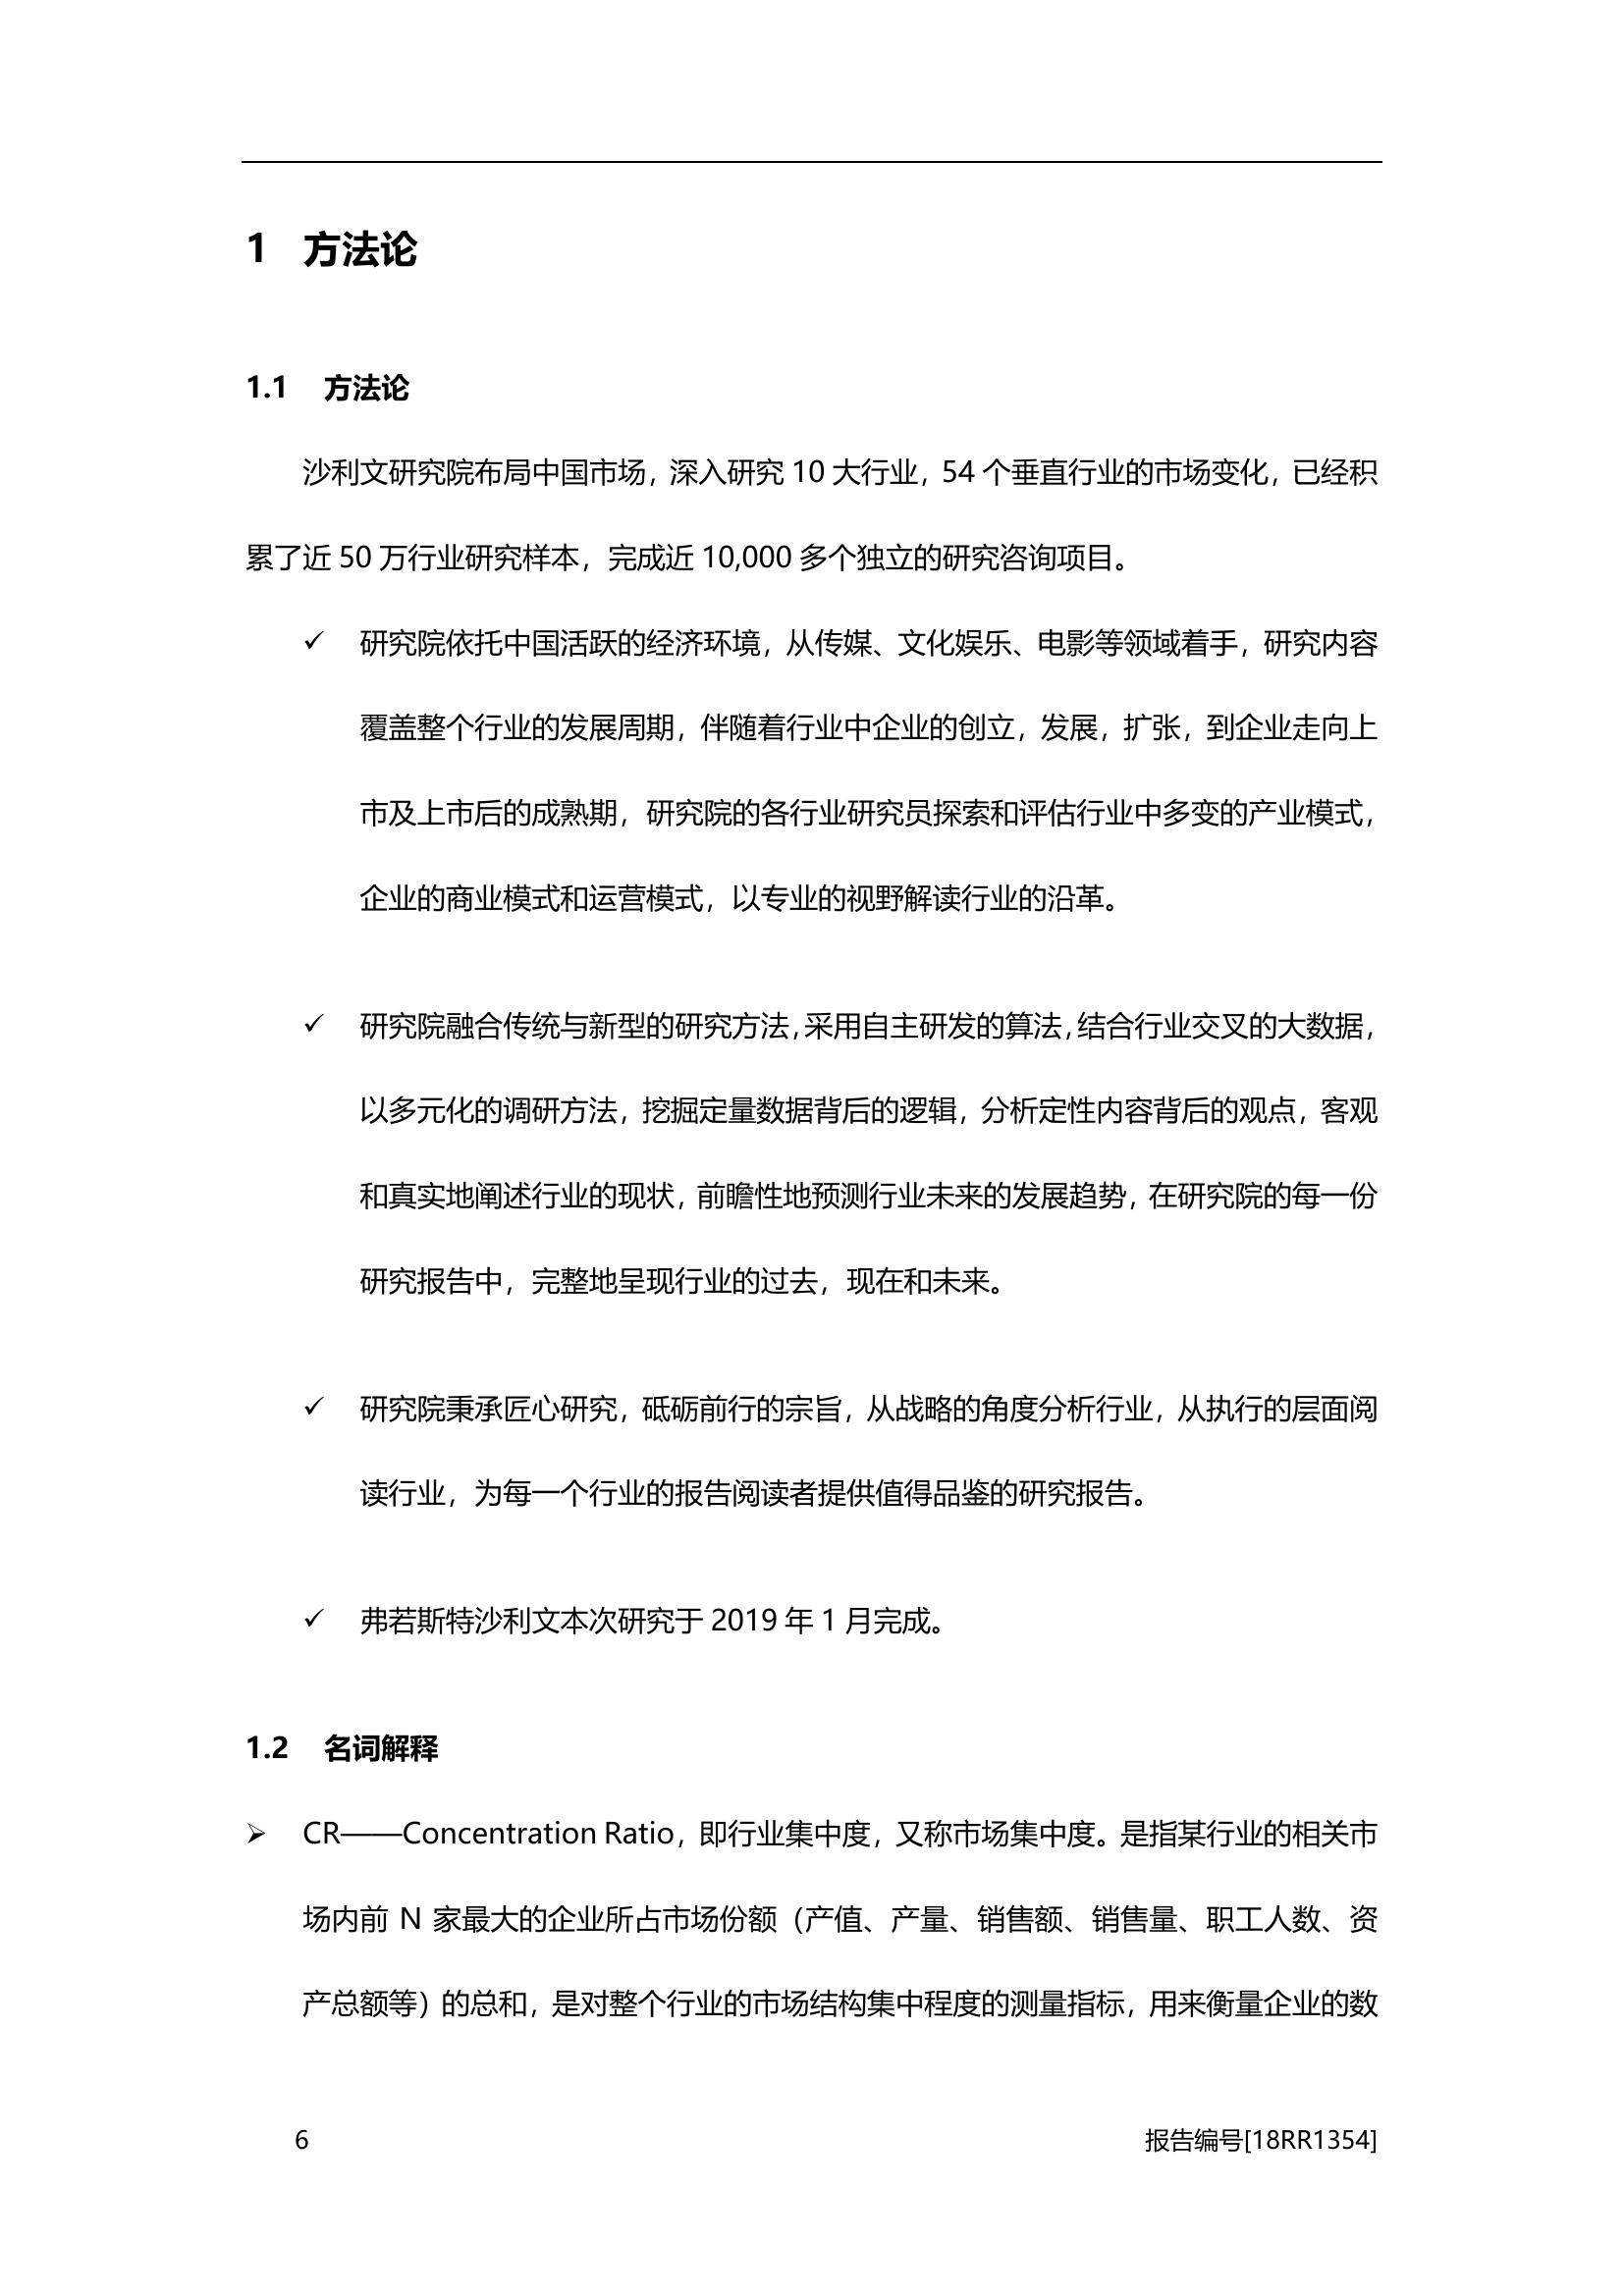 1 方法论
1.1 方法论
沙利文研究院布局中国市场，深入研究 10 大行业，54 个垂直行业的市场变化，已经积
累了近 50 万行业研究样本，完成近 10,000 多个独立的研究咨询项目。
✓ 研究院依托中国活跃的经济环境，从传媒、文化娱乐、电影等领域着手，研究内容
覆盖整个行业的发展周期，伴随着行业中企业的创立，发展，扩张，到企业走向上
市及上市后的成熟期，研究院的各行业研究员探索和评估行业中多变的产业模式，
企业的商业模式和运营模式，以专业的视野解读行业的沿革。
✓ 研究院融合传统与新型的研究方法，采用自主研发的算法，结合行业交叉的大数据，
以多元化的调研方法，挖掘定量数据背后的逻辑，分析定性内容背后的观点，客观
和真实地阐述行业的现状，前瞻性地预测行业未来的发展趋势，在研究院的每一份
研究报告中，完整地呈现行业的过去，现在和未来。
✓ 研究院秉承匠心研究，砥砺前行的宗旨，从战略的角度分析行业，从执行的层面阅
读行业，为每一个行业的报告阅读者提供值得品鉴的研究报告。
✓ 弗若斯特沙利文本次研究于 2019 年 1 月完成。
1.2 名词解释
➢ CR——Concentration Ratio，即行业集中度，又称市场集中度。是指某行业的相关市
场内前 N 家最大的企业所占市场份额（产值、产量、销售额、销售量、职工人数、资
产总额等）的总和，是对整个行业的市场结构集中程度的测量指标，用来衡量企业的数
6 报告编号[18RR1354]